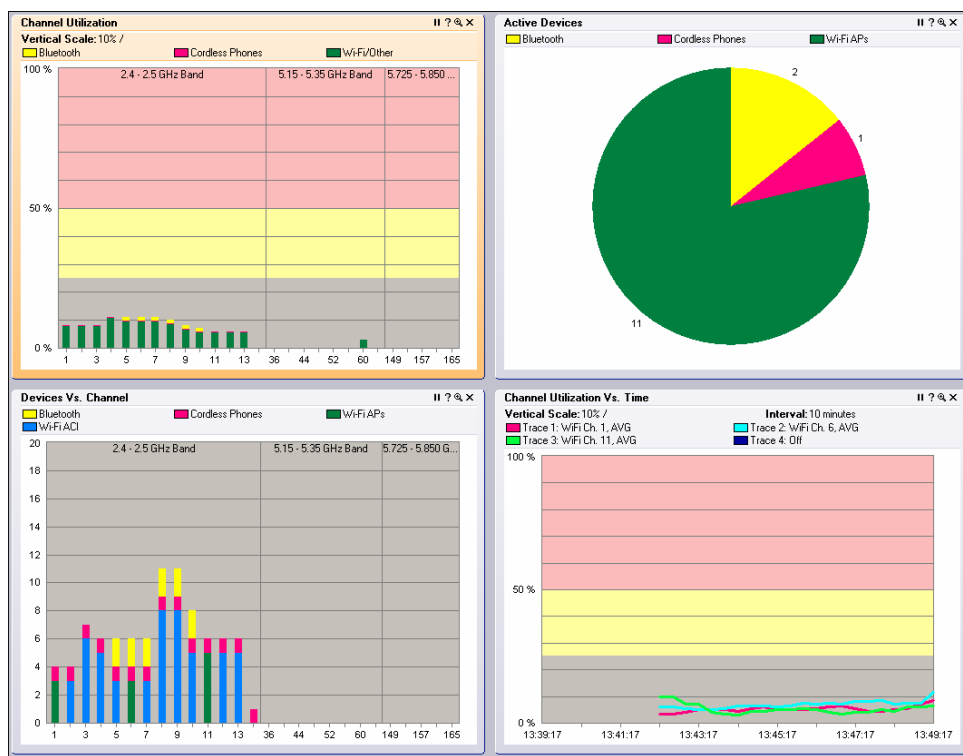 Channel Utilization
Vertical Scale: 10% /
Bluetooth Cordless Phones Wi-Fi/Other
100 %
2.4 - 2.5 GHz Band 5.15 - 5.35 GHz Band 5.725 - 5.850 ...
50 %
0 %
1 3 5 7 9 11 13 36 44 52 60 149 157 165
Active Devices
Bluetooth Cordless Phones Wi-Fi APs
2
1
11
Devices Vs. Channel
Bluetooth Cordless Phones Wi-Fi APs
Wi-Fi ACI
2.4 - 2.5 GHz Band 5.15 - 5.35 GHz Band 5.725 - 5.850 G...
20
18
16
14
12
10
8
6
4
2
0
1 3 5 7 9 11 13 36 44 52 60 149 157 165
Channel Utilization Vs. Time
Vertical Scale: 10% / Interval: 10 minutes
Trace 1: WiFi Ch. 1, AVG Trace 2: WiFi Ch. 6, AVG
Trace 3: WiFi Ch. 11, AVG Trace 4: Off
100 %
50 %
0 %
13:39:17 13:41:17 13:43:17 13:45:17 13:47:17 13:49:17